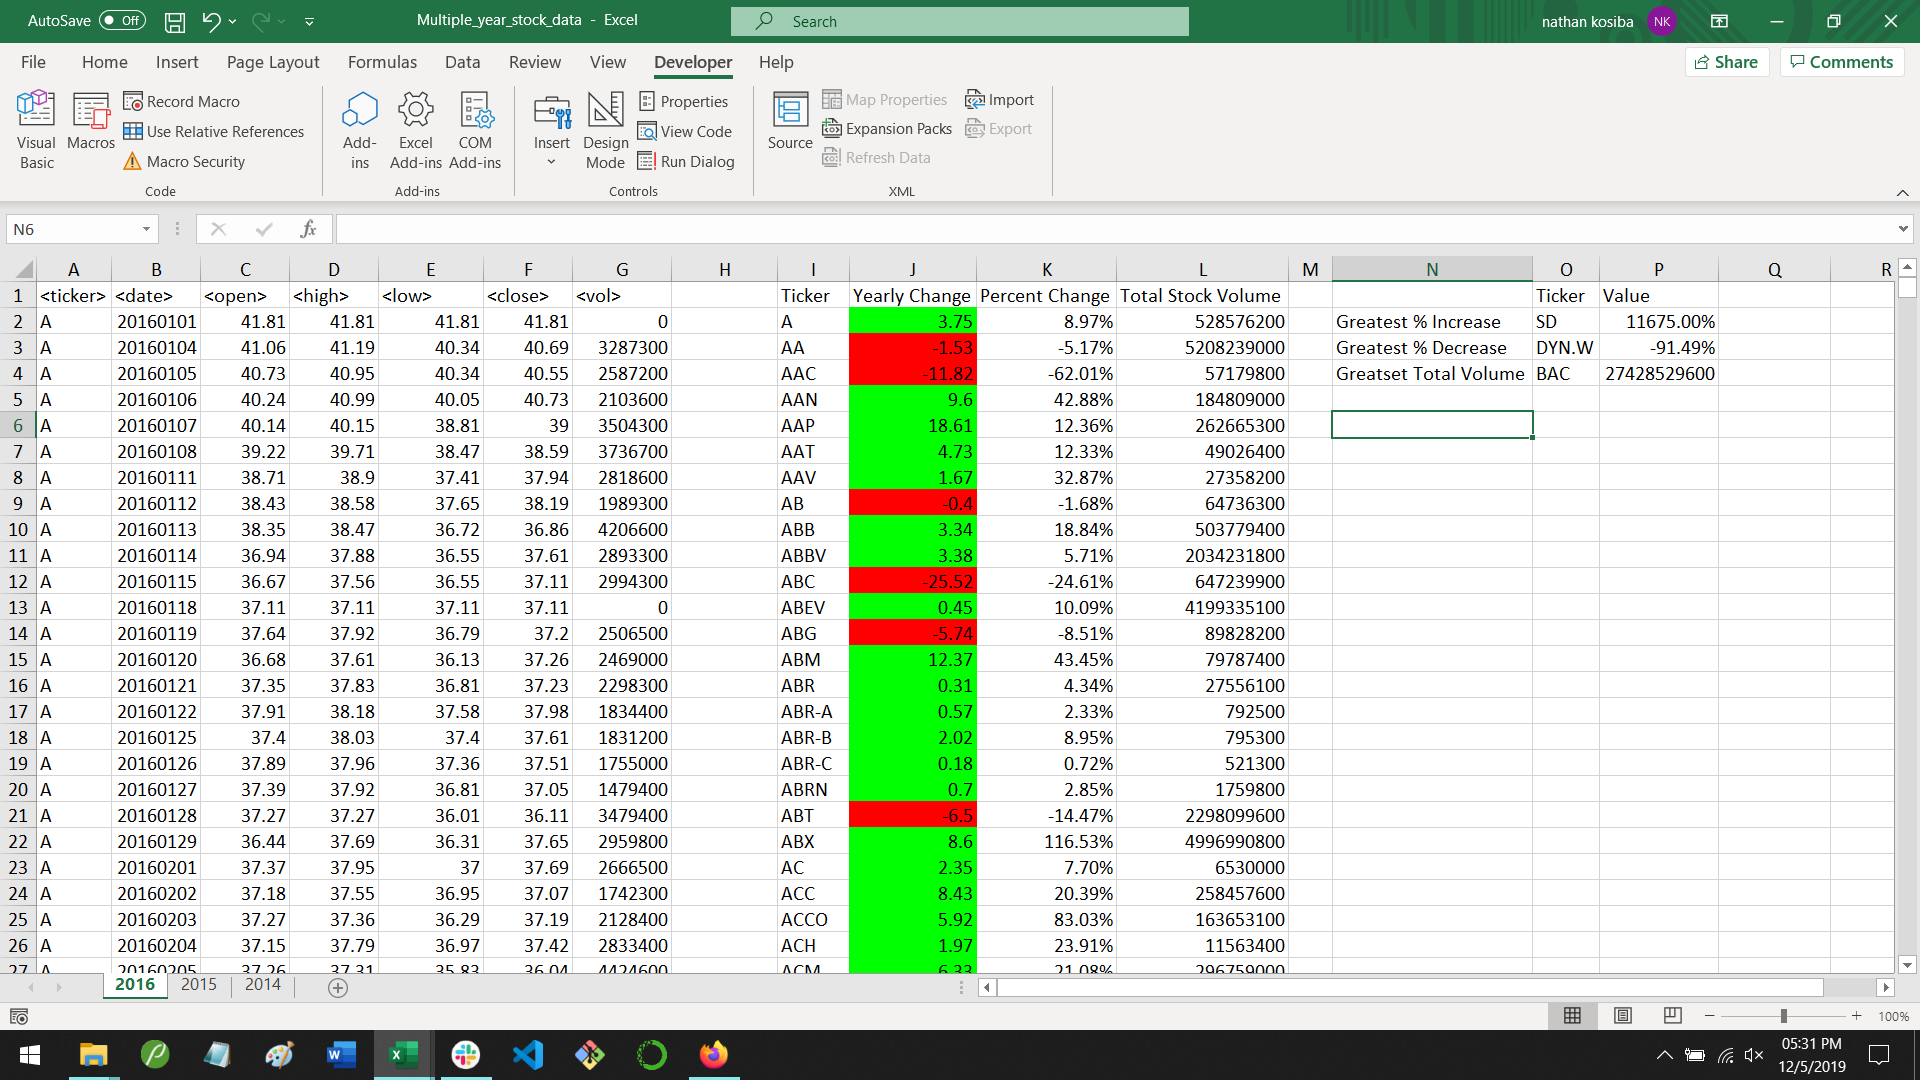 AutoSave Off Multiple_year_stock_data - Excel Search nathan kosiba NK
File Home Insert Page Layout Formulas Data Review View Developer Help Share Comments
Visual Basic Macros Record Macro Use Relative References Macro Security
Add-ins Excel Add-ins COM Add-ins
Insert Design Mode Properties View Code Run Dialog
Source Map Properties Expansion Packs Refresh Data Import Export
Code Add-ins Controls XML
N6 fx
A B C D E F G H I J K L M N O P Q R
1 <ticker> <date> <open> <high> <low> <close> <vol> Ticker Yearly Change Percent Change Total Stock Volume Ticker Value
2 A 20160101 41.81 41.81 41.81 41.81 0 A 3.75 8.97% 528576200 Greatest % Increase SD 11675.00%
3 A 20160104 41.06 41.19 40.34 40.69 3287300 AA -1.53 -5.17% 5208239000 Greatest % Decrease DYN.W -91.49%
4 A 20160105 40.73 40.95 40.34 40.55 2587200 AAC -11.82 -62.01% 57179800 Greatset Total Volume BAC 27428529600
5 A 20160106 40.24 40.99 40.05 40.73 2103600 AAN 9.6 42.88% 184809000
6 A 20160107 40.14 40.15 38.81 39 3504300 AAP 18.61 12.36% 262665300
7 A 20160108 39.22 39.71 38.47 38.59 3736700 AAT 4.73 12.33% 49026400
8 A 20160111 38.71 38.9 37.41 37.94 2818600 AAV 1.67 32.87% 27358200
9 A 20160112 38.43 38.58 37.65 38.19 1989300 AB -0.4 -1.68% 64736300
10 A 20160113 38.35 38.47 36.72 36.86 4206600 ABB 3.34 18.84% 503779400
11 A 20160114 36.94 37.88 36.55 37.61 2893300 ABBV 3.38 5.71% 2034231800
12 A 20160115 36.67 37.56 36.55 37.11 2994300 ABC -25.52 -24.61% 647239900
13 A 20160118 37.11 37.11 37.11 37.11 0 ABEV 0.45 10.09% 4199335100
14 A 20160119 37.64 37.92 36.79 37.2 2506500 ABG -5.74 -8.51% 89828200
15 A 20160120 36.68 37.61 36.13 37.26 2469000 ABM 12.37 43.45% 79787400
16 A 20160121 37.35 37.83 36.81 37.23 2298300 ABR 0.31 4.34% 27556100
17 A 20160122 37.91 38.18 37.58 37.98 1834400 ABR-A 0.57 2.33% 792500
18 A 20160125 37.4 38.03 37.4 37.61 1831200 ABR-B 2.02 8.95% 795300
19 A 20160126 37.89 37.96 37.36 37.51 1755000 ABR-C 0.18 0.72% 521300
20 A 20160127 37.39 37.92 36.81 37.05 1479400 ABRN 0.7 2.85% 1759800
21 A 20160128 37.27 37.27 36.01 36.11 3479400 ABT -6.5 -14.47% 2298099600
22 A 20160129 36.44 37.69 36.31 37.65 2959800 ABX 8.6 116.53% 4996990800
23 A 20160201 37.37 37.95 37 37.69 2666500 AC 2.35 7.70% 6530000
24 A 20160202 37.18 37.55 36.95 37.07 1742300 ACC 8.43 20.39% 258457600
25 A 20160203 37.27 37.36 36.29 37.19 2128400 ACCO 5.92 83.03% 163653100
26 A 20160204 37.15 37.79 36.97 37.42 2833400 ACH 1.97 23.91% 11563400
27 A 20160205 37.26 37.31 35.83 36.04 4424600 ACM 6.33 21.08% 296759000
2016 2015 2014
100%
05:31 PM
12/5/2019